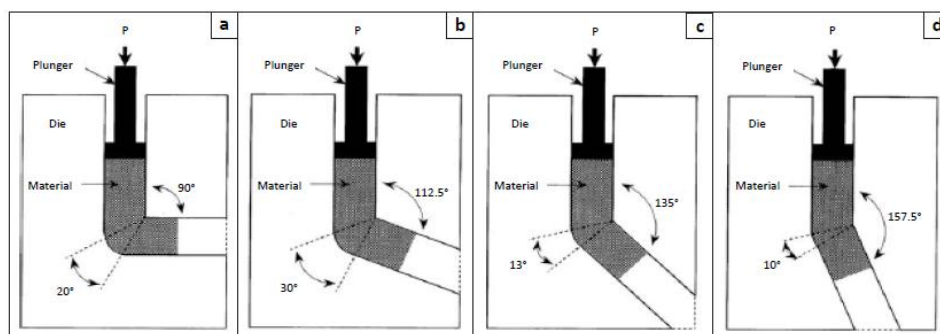 a
P
Plunger
Die
Material
90°
20°
b
P
Plunger
Die
Material
112.5°
30°
c
P
Plunger
Die
Material
135°
13°
d
P
Plunger
Die
Material
157.5°
10°